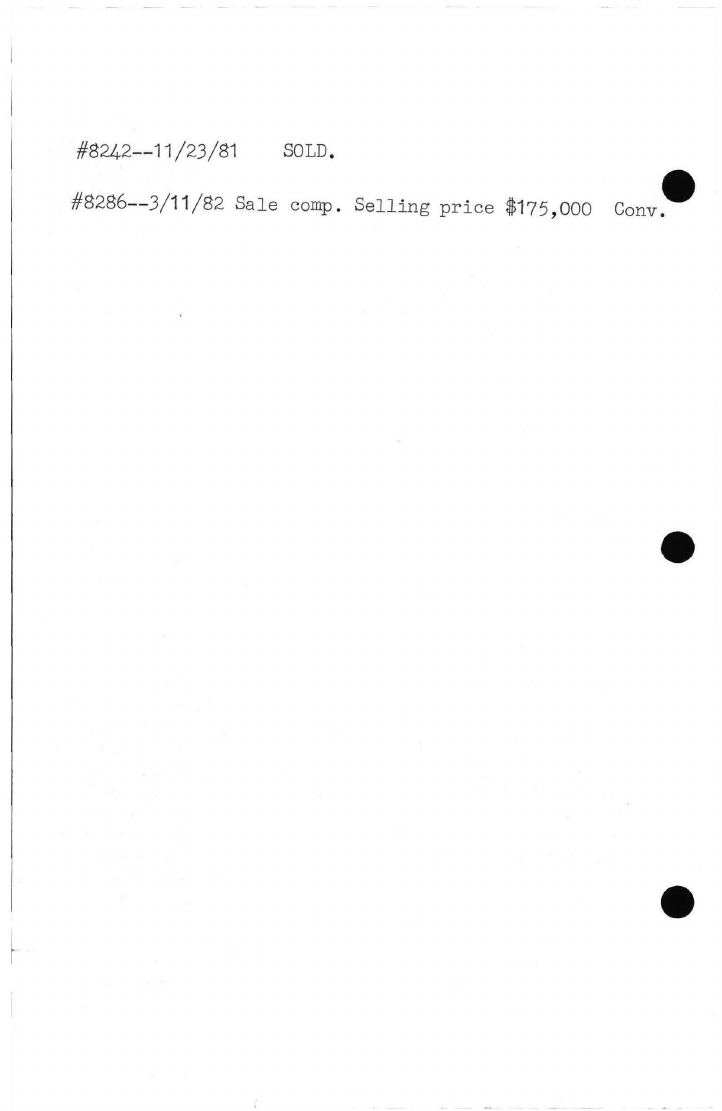 #8242--11/23/81 SOLD.
#8286--3/11/82 Sale comp. Selling price $175,000 Conv.